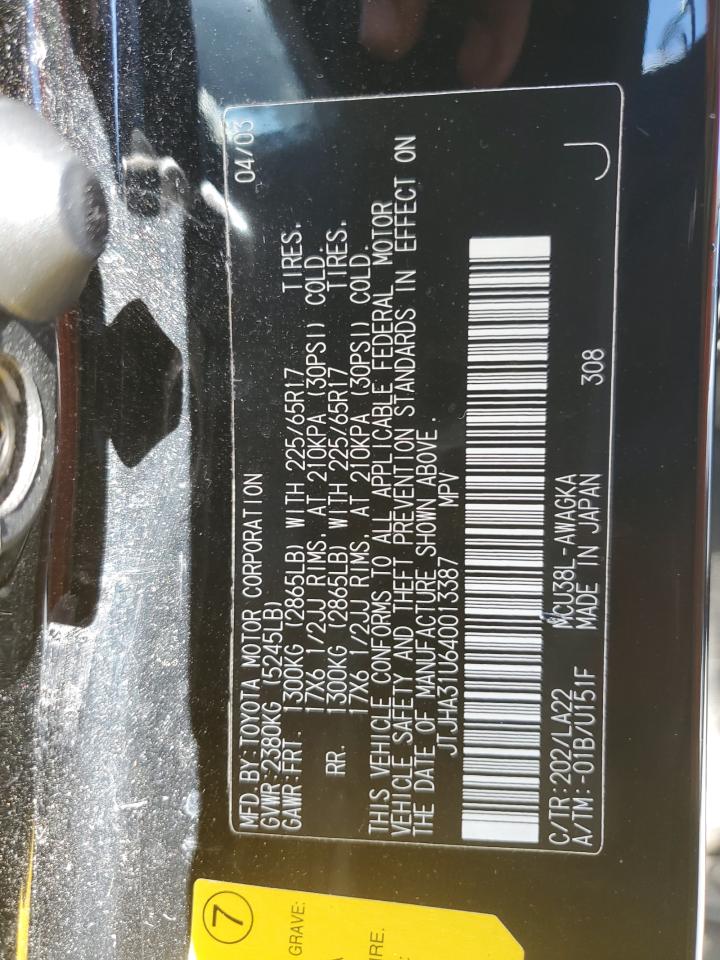 MFD.BY:TOYOTA MOTOR CORPORATION 04/03
GVWR:2380KG (5245LB)
GAWR:FRT. 1300KG (2865LB) WITH 225/65R17 TIRES.
17X6 1/2JJ RIMS, AT 210KPA (30PSI) COLD.
RR. 1300KG (2865LB) WITH 225/65R17 TIRES.
17X6 1/2JJ RIMS, AT 210KPA (30PSI) COLD.
THIS VEHICLE CONFORMS TO ALL APPLICABLE FEDERAL MOTOR
VEHICLE SAFETY AND THEFT PREVENTION STANDARDS IN EFFECT ON
THE DATE OF MANUFACTURE SHOWN ABOVE.
JTJHA31U640013387 MPV
C/TR:202/LA22 MCU38L-AWAGKA
A/TM:-01B/U151F MADE IN JAPAN 308 J
7
GRAVE: